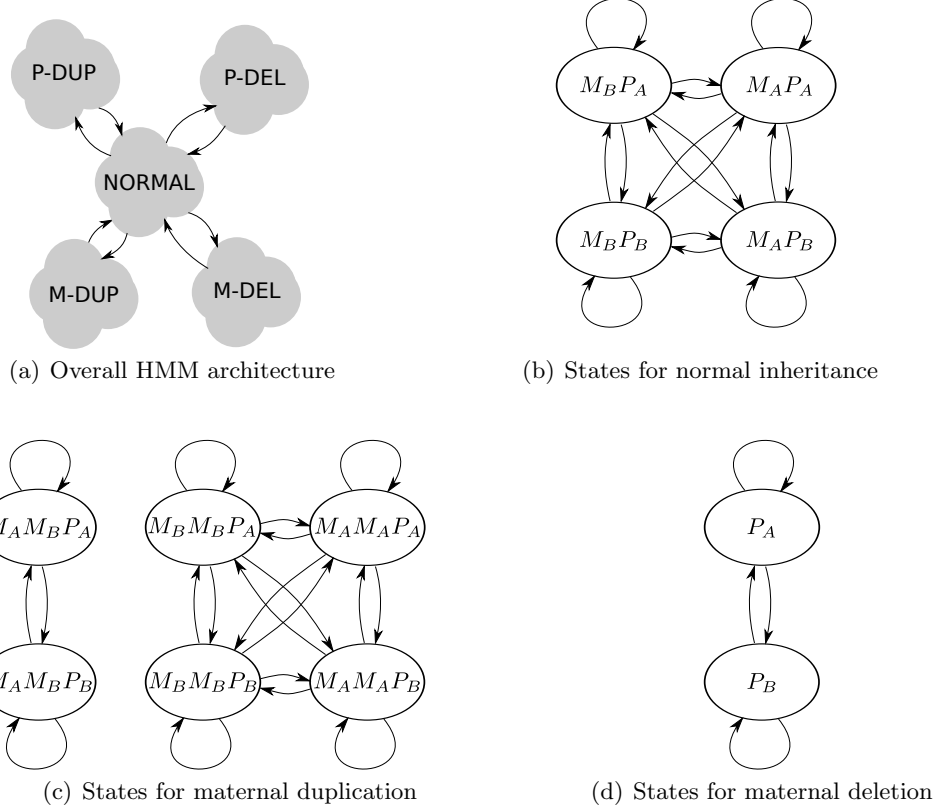 P-DUP
P-DEL
NORMAL
M-DUP
M-DEL
(a) Overall HMM architecture
M_BP_A
M_AP_A
M_BP_B
M_AP_B
(b) States for normal inheritance
M_AM_BP_A
M_BM_BP_A
M_AM_AP_A
M_AM_BP_B
M_BM_BP_B
M_AM_AP_B
(c) States for maternal duplication
P_A
P_B
(d) States for maternal deletion